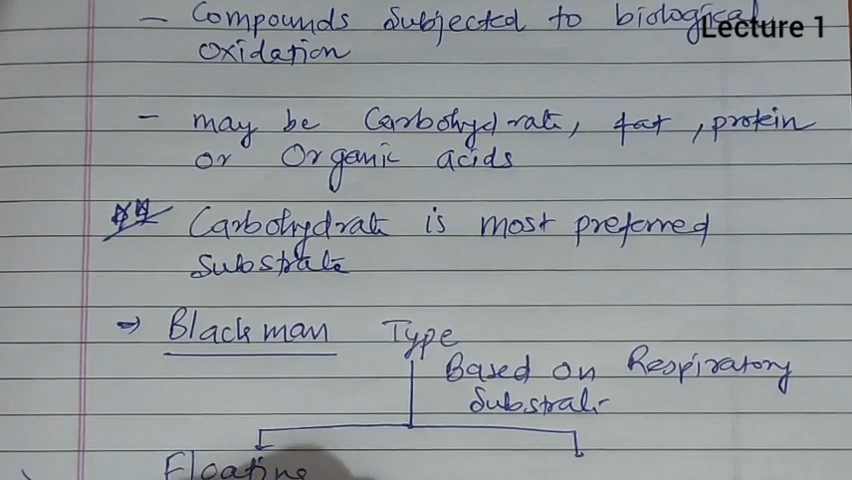 - Compounds Subjected to biological
Lecture 1
oxidation
- may be Carbohydrate, fat, protein
or Organic acids
Carbohydrate is most preferred
Substrate
⇒ Blackman Type
Based on Respiratory
Substrate
Floating